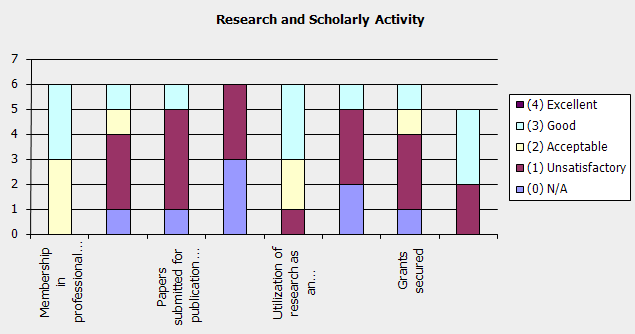 Research and Scholarly Activity
7
6
5
4
3
2
1
0
Membership
in
professional...
Papers
submitted for
publication ...
Utilization of
research as
an...
Grants
secured
(4) Excellent
(3) Good
(2) Acceptable
(1) Unsatisfactory
(0) N/A